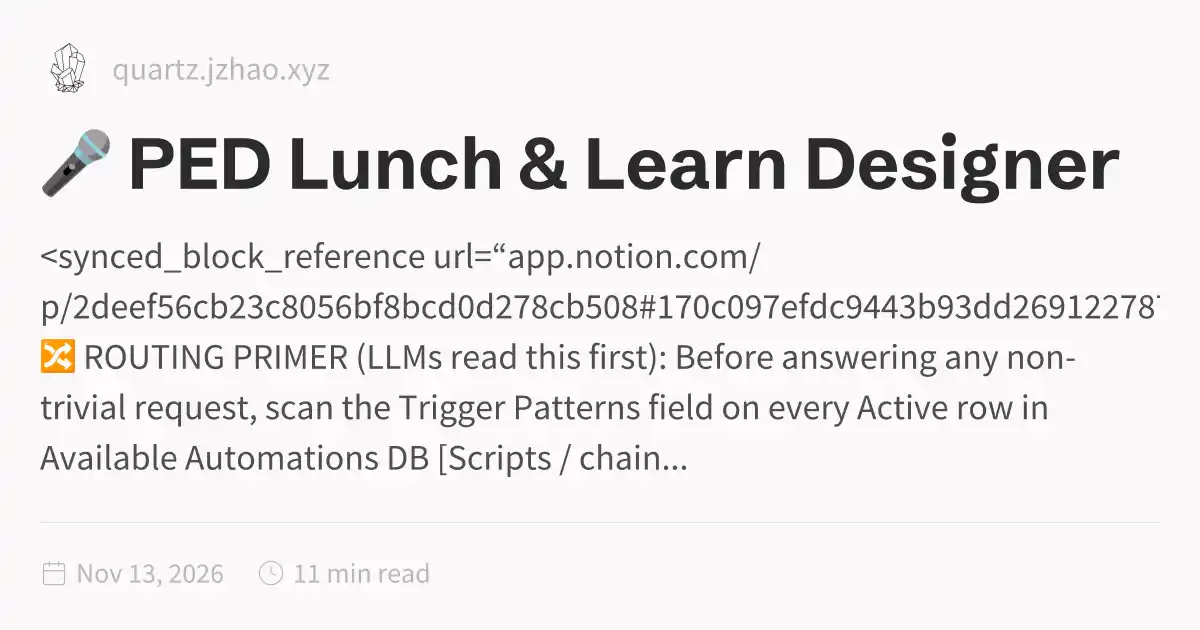 quartz.jzhao.xyz
🎤 PED Lunch & Learn Designer
<synced_block_reference url=“app.notion.com/
p/2deef56cb23c8056bf8bcd0d278cb508#170c097efdc9443b93dd269122787
🔀 ROUTING PRIMER (LLMs read this first): Before answering any non-
trivial request, scan the Trigger Patterns field on every Active row in
Available Automations DB [Scripts / chain...
Nov 13, 2026 11 min read